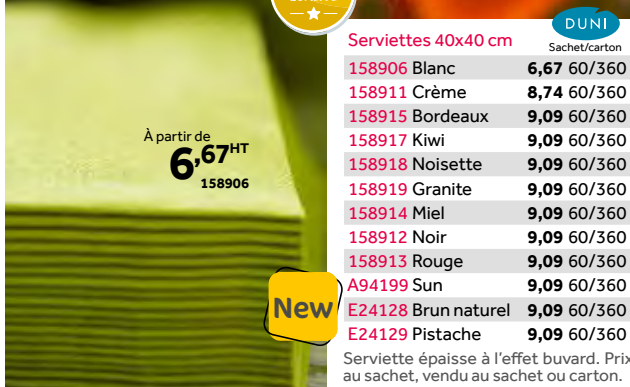 À partir de
6,67HT
158906
New
DUNI
Serviettes 40x40 cm
Sachet/carton
158906 Blanc 6,67 60/360
158911 Crème 8,74 60/360
158915 Bordeaux 9,09 60/360
158917 Kiwi 9,09 60/360
158918 Noisette 9,09 60/360
158919 Granite 9,09 60/360
158914 Miel 9,09 60/360
158912 Noir 9,09 60/360
158913 Rouge 9,09 60/360
A94199 Sun 9,09 60/360
E24128 Brun naturel 9,09 60/360
E24129 Pistache 9,09 60/360
Serviette épaisse à l'effet buvard. Prix
au sachet, vendu au sachet ou carton.